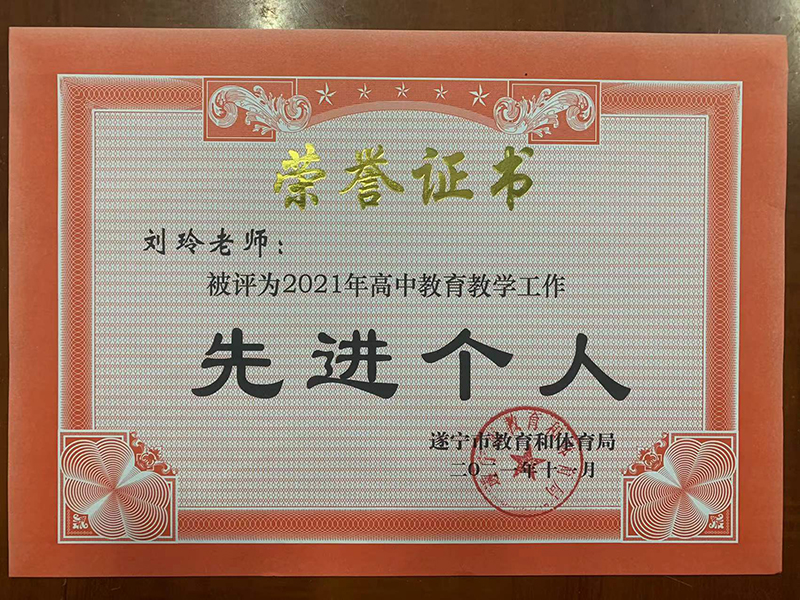 荣誉证书
刘玲老师：
被评为2021年高中教育教学工作
先进个人
遂宁市教育和体育局
二〇二一年十一月